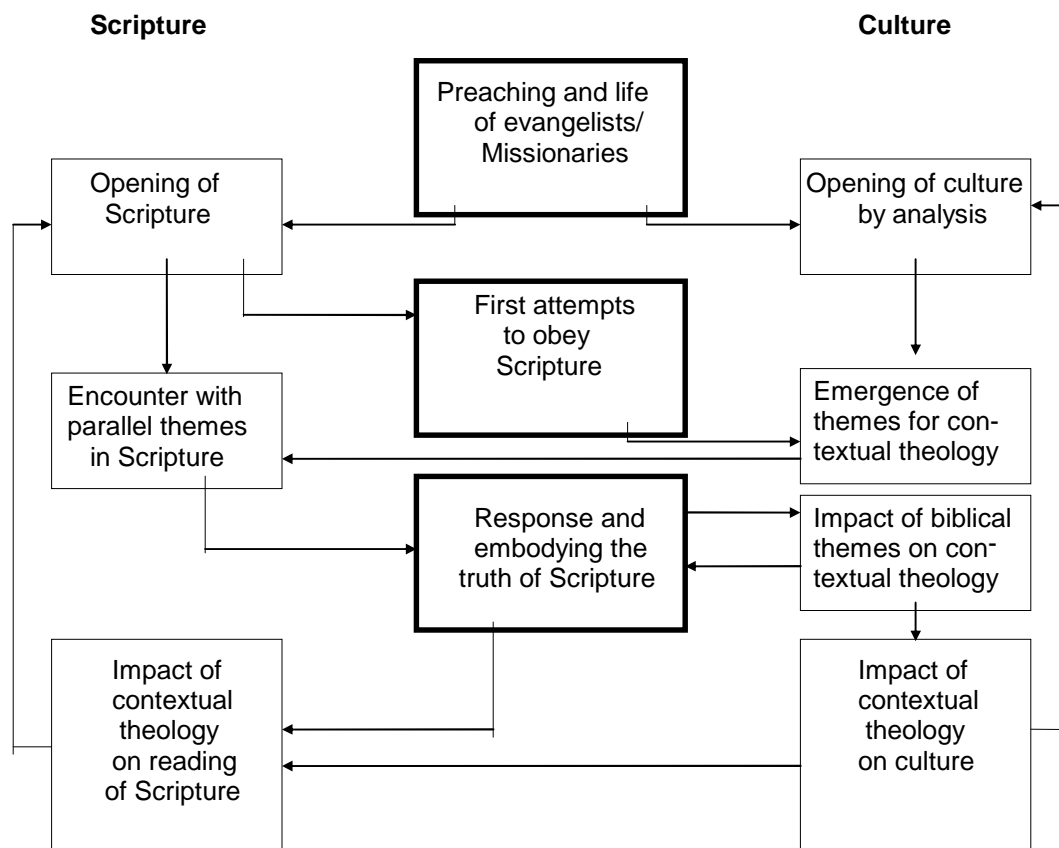 Scripture
Culture
Preaching and life
of evangelists/
Missionaries
Opening of
Scripture
Opening of culture
by analysis
First attempts
to obey
Scripture
Encounter with
parallel themes
in Scripture
Emergence of
themes for con-
textual theology
Response and
embodying the
truth of Scripture
Impact of biblical
themes on con-
textual theology
Impact of
contextual
theology
on reading
of Scripture
Impact of
contextual
theology
on culture